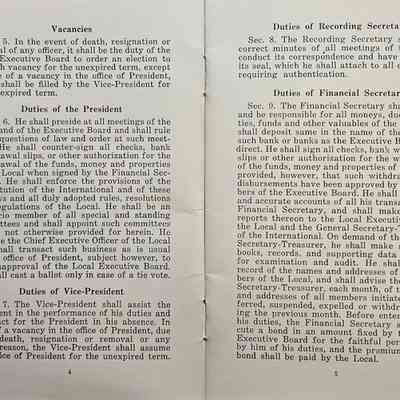 Vacancies
5. In the event of death, resignation or
al of any officer, it shall be the duty of the
Executive Board to order an election to
h vacancy for the unexpired term, except
e of a vacancy in the office of President,
hall be filled by the Vice-President for
xpired term.
Duties of the President
6. He shall preside at all meetings of the
and of the Executive Board and shall rule
questions of law and order at such meet-
He shall counter-sign all checks, bank
awal slips, or other authorization for the
awal of the funds, money and properties
Local when signed by the Financial Sec-
He shall enforce the provisions of the
itution of the International and of these
ws and all duly adopted rules, resolutions
egulations of the Local. He shall be an
cio member of all special and standing
ttees and shall appoint such committees
not otherwise provided for herein. He
e the Chief Executive Officer of the Local
hall transact such business as is usual
office of President, subject however, to
approval of the Local Executive Board.
all cast a ballot only in case of a tie vote.
Duties of Vice-President
7. The Vice-President shall assist the
ent in the performance of his duties and
act for the President in his absence. In
f a vacancy in the office of President, due
death, resignation or removal or any
reason, the Vice-President shall assume
ice of President for the unexpired term.
4
Duties of Recording Secreta
Sec. 8. The Recording Secretary s
correct minutes of all meetings of t
conduct its correspondence and have
its seal, which he shall attach to all
requiring authentication.
Duties of Financial Secretar
Sec. 9. The Financial Secretary sha
and be responsible for all moneys, due
ties, funds and other valuables of the
shall deposit same in the name of the
such bank or banks as the Executive B
direct. He shall sign all checks, bank w
slips or other authorization for the w
of the funds, money and properties of
provided, however, that such withdra
disbursements have been approved by
bers of the Executive Board. He shall
and accurate accounts of all his transa
Financial Secretary, and shall make
reports thereon to the Local Executiv
the Local and the General Secretary-T
of the International. On demand of th
Secretary-Treasurer, he shall make a
books, records, and supporting data
for examination and audit. He shall
record of the names and addresses of
bers of the Local, and shall advise the
Secretary-Treasurer, each month, of t
and addresses of all members initiate
ferred, suspended, expelled or withdra
ing the previous month. Before enter
his duties, the Financial Secretary s
cute a bond in an amount fixed by t
Executive Board for the faithful perf
by him of his duties, and the premium
bond shall be paid by the Local.
5